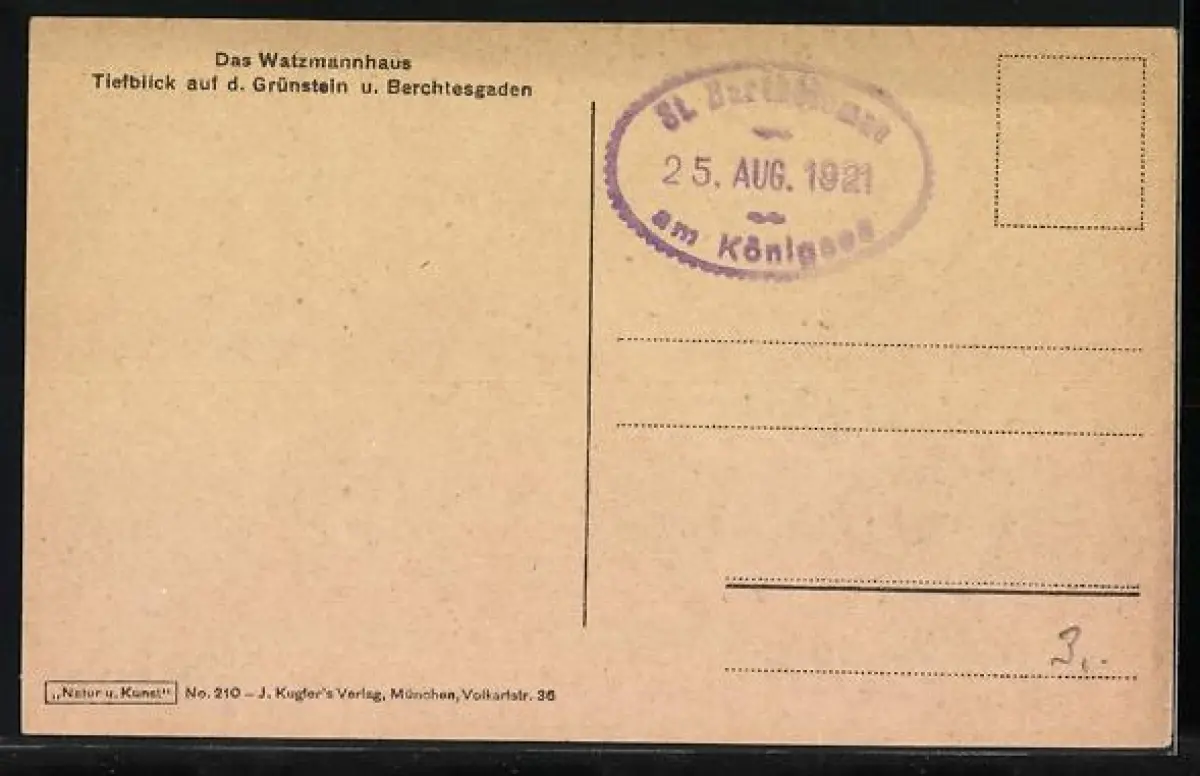 Das Watzmannhaus
Tiefblick auf d. Grünstein u. Berchtesgaden
St. Bartholomae
25. AUG. 1921
am Königsee
3,-
„Natur u. Kunst" No. 210 – J. Kugler's Verlag, München, Volkartstr. 36